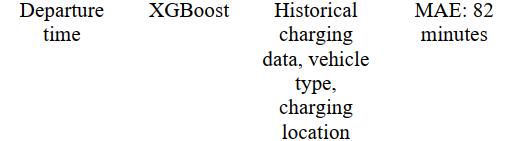 Departure time
XGBoost
Historical charging data, vehicle type, charging location
MAE: 82 minutes